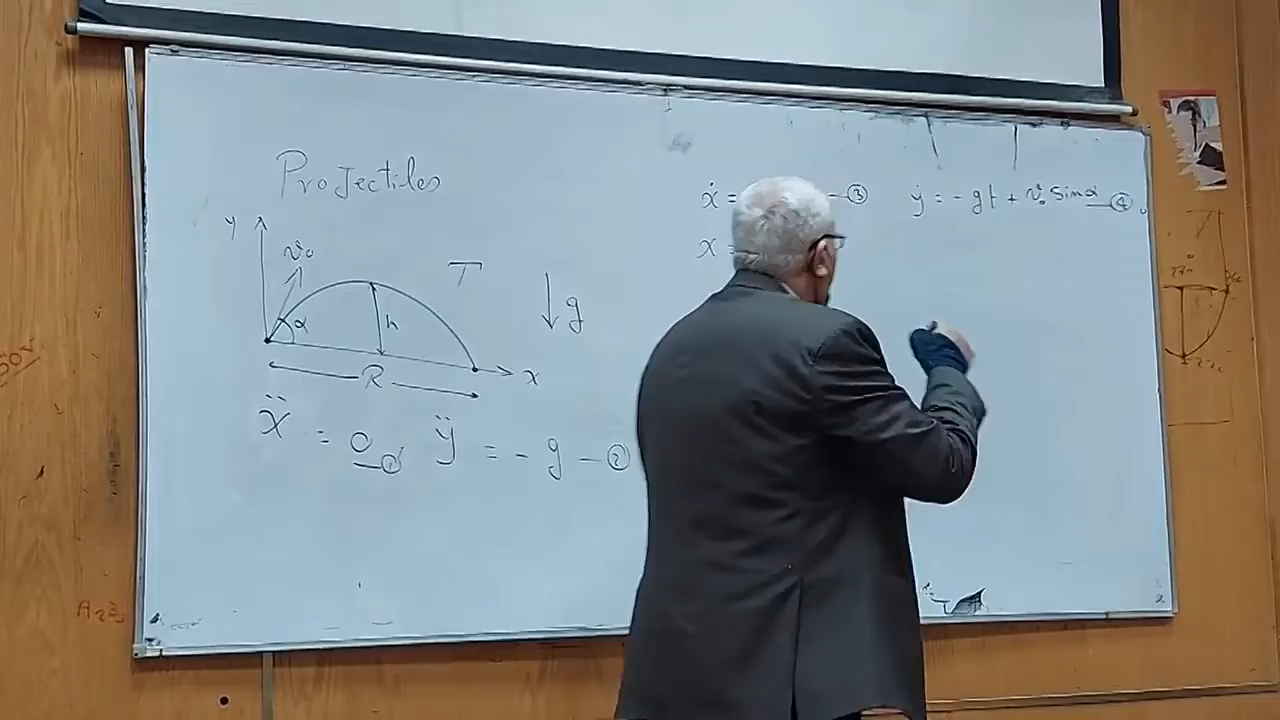 Projectiles
y
v₀
T
α
h
g
x
R
ẍ = 0 — ①
ÿ = - g — ②
ẋ = — ③
ẏ = - gt + v₀ Sinα — ④
x =